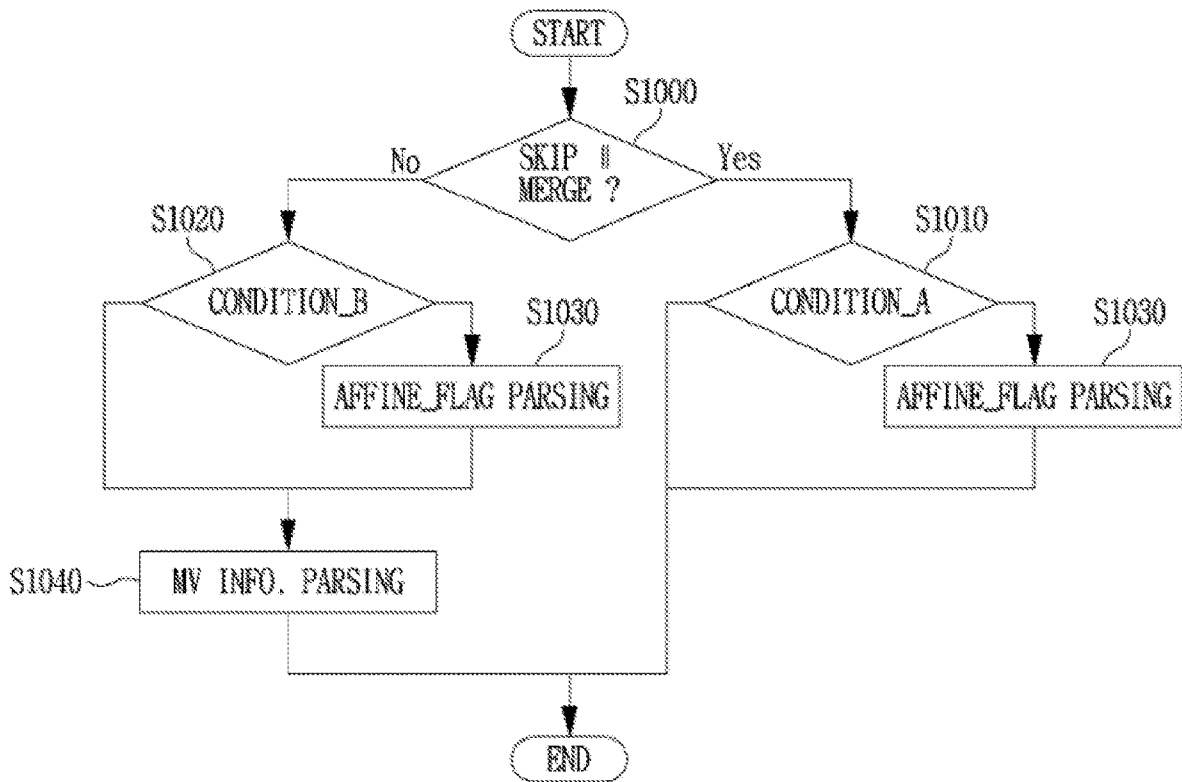 START
S1000
SKIP ||
MERGE ?
No
Yes
S1020
CONDITION_B
S1010
CONDITION_A
S1030
AFFINE_FLAG PARSING
S1030
AFFINE_FLAG PARSING
S1040
MV INFO. PARSING
END